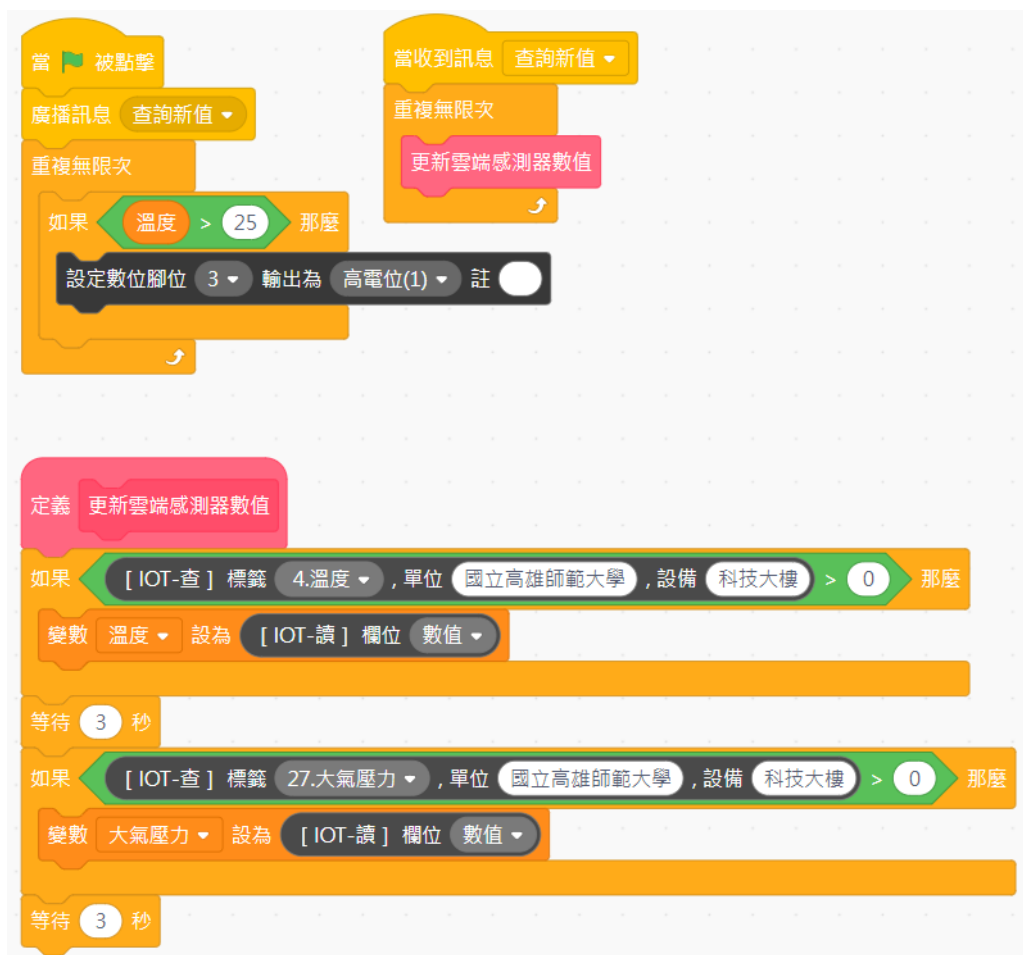 當 被點擊
廣播訊息 查詢新值
重複無限次
如果 溫度 > 25 那麼
設定數位腳位 3 輸出為 高電位(1) 註
當收到訊息 查詢新值
重複無限次
更新雲端感測器數值
定義 更新雲端感測器數值
如果 [ IOT-查 ] 標籤 4.溫度 , 單位 國立高雄師範大學 , 設備 科技大樓 > 0 那麼
變數 溫度 設為 [ IOT-讀 ] 欄位 數值
等待 3 秒
如果 [ IOT-查 ] 標籤 27.大氣壓力 , 單位 國立高雄師範大學 , 設備 科技大樓 > 0 那麼
變數 大氣壓力 設為 [ IOT-讀 ] 欄位 數值
等待 3 秒